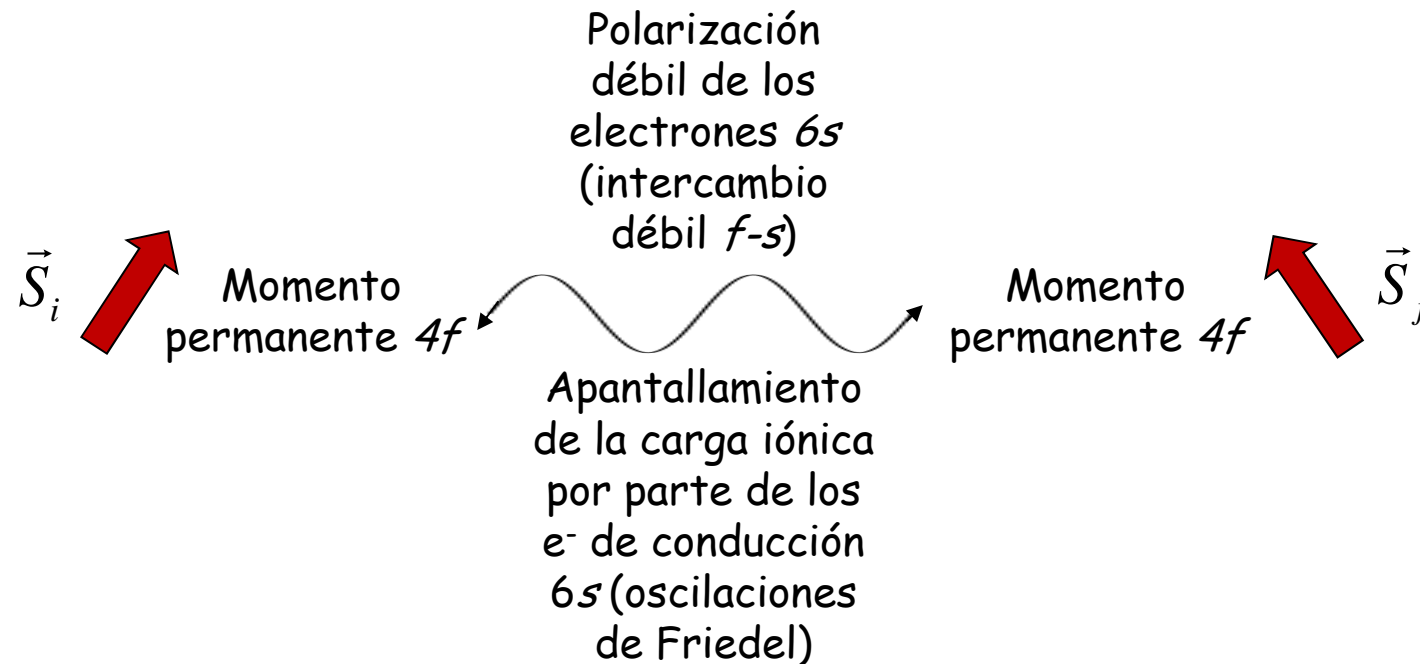 Polarización
débil de los
electrones 6s
(intercambio
débil f-s)
S⃗i
Momento
permanente 4f
Momento
permanente 4f
S⃗j
Apantallamiento
de la carga iónica
por parte de los
e- de conducción
6s (oscilaciones
de Friedel)